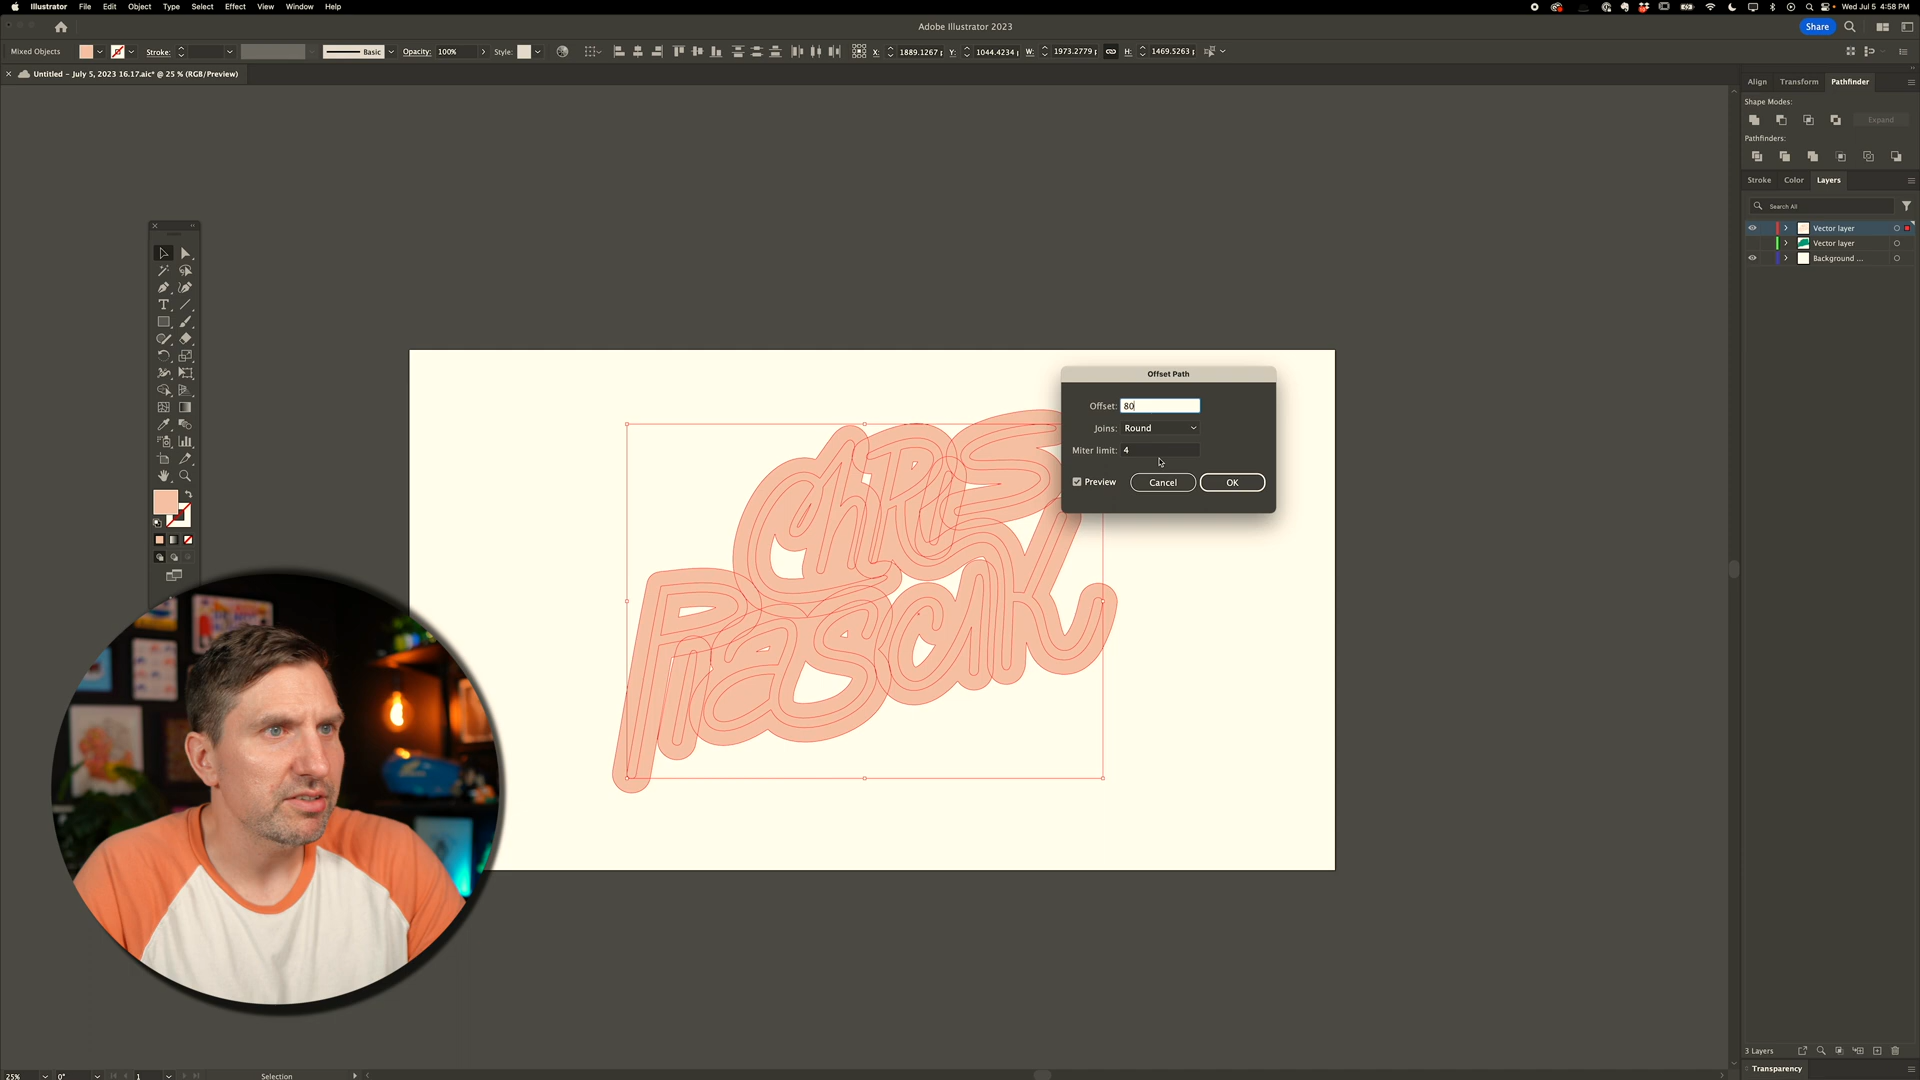 Illustrator File Edit Object Type Select Effect View Window Help
Wed Jul 5 4:58 PM
Adobe Illustrator 2023
Share
Mixed Objects Stroke: Basic Opacity: 100% Style: X: 1889.1267 p Y: 1044.4234 p W: 1973.2779 p H: 1469.5263 p
Untitled – July 5, 2023 16.17.aic* @ 25 % (RGB/Preview)
Align Transform Pathfinder
Shape Modes:
Expand
Pathfinders:
Stroke Color Layers
Search All
Vector layer
Vector layer
Background ...
Offset Path
Offset: 80
Joins: Round
Miter limit: 4
Preview Cancel OK
CHRIS
PIASCIK
3 Layers
Transparency
25% 0° 1 Selection